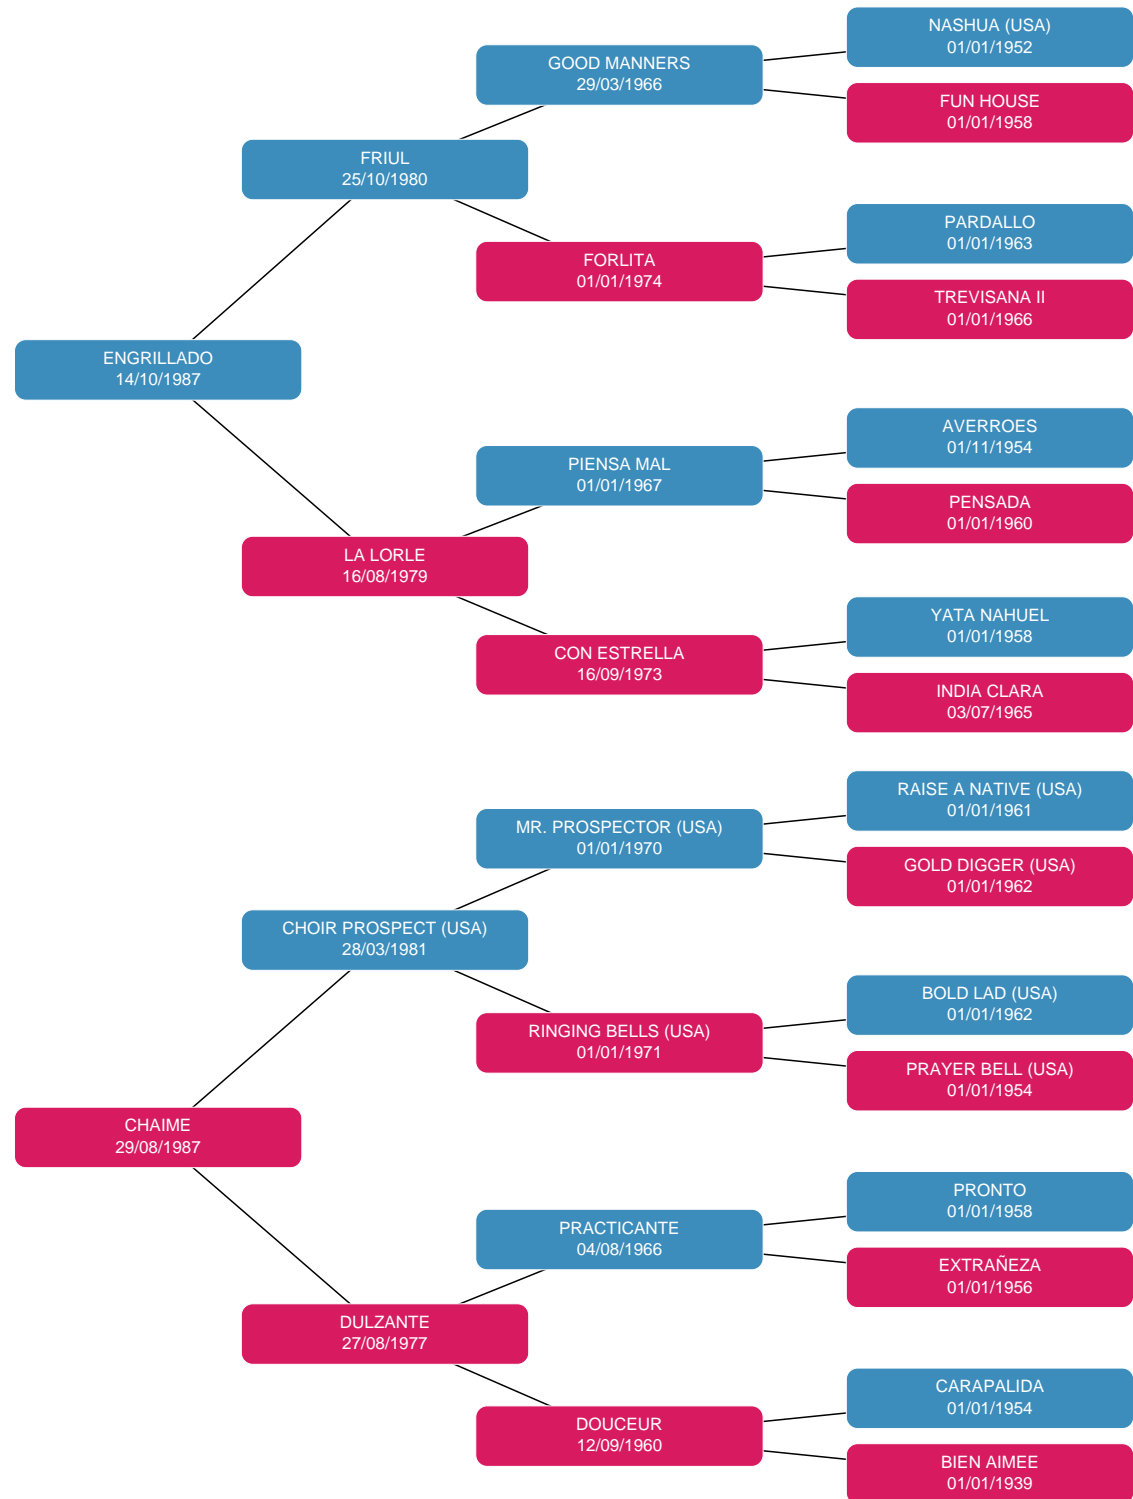 NASHUA (USA)
01/01/1952
GOOD MANNERS
29/03/1966
FUN HOUSE
01/01/1958
FRIUL
25/10/1980
PARDALLO
01/01/1963
FORLITA
01/01/1974
TREVISANA II
01/01/1966
ENGRILLADO
14/10/1987
AVERROES
01/11/1954
PIENSA MAL
01/01/1967
PENSADA
01/01/1960
LA LORLE
16/08/1979
YATA NAHUEL
01/01/1958
CON ESTRELLA
16/09/1973
INDIA CLARA
03/07/1965
RAISE A NATIVE (USA)
01/01/1961
MR. PROSPECTOR (USA)
01/01/1970
GOLD DIGGER (USA)
01/01/1962
CHOIR PROSPECT (USA)
28/03/1981
BOLD LAD (USA)
01/01/1962
RINGING BELLS (USA)
01/01/1971
PRAYER BELL (USA)
01/01/1954
CHAIME
29/08/1987
PRONTO
01/01/1958
PRACTICANTE
04/08/1966
EXTRAÑEZA
01/01/1956
DULZANTE
27/08/1977
CARAPALIDA
01/01/1954
DOUCEUR
12/09/1960
BIEN AIMEE
01/01/1939